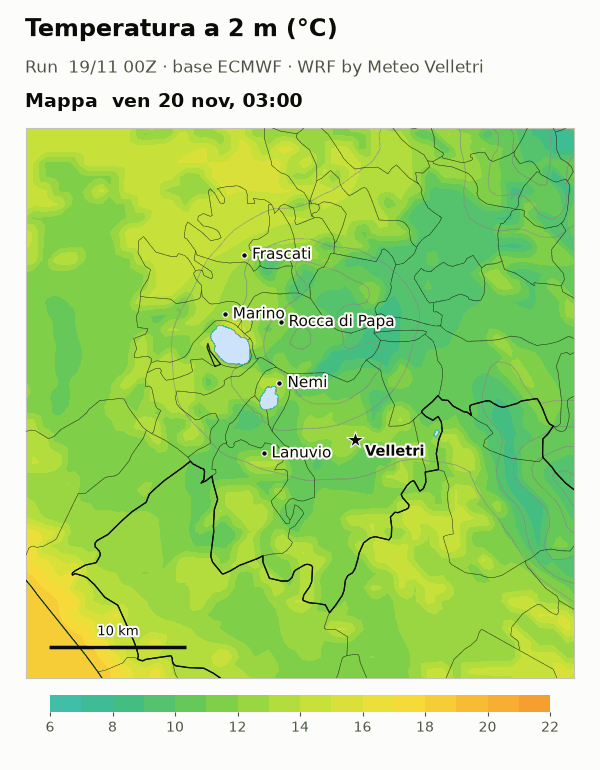 Temperatura a 2 m (°C)
Run  19/11 00Z · base ECMWF · WRF by Meteo Velletri
Mappa  ven 20 nov, 03:00
Frascati
Marino
Rocca di Papa
Nemi
Velletri
Lanuvio
10 km
6 8 10 12 14 16 18 20 22